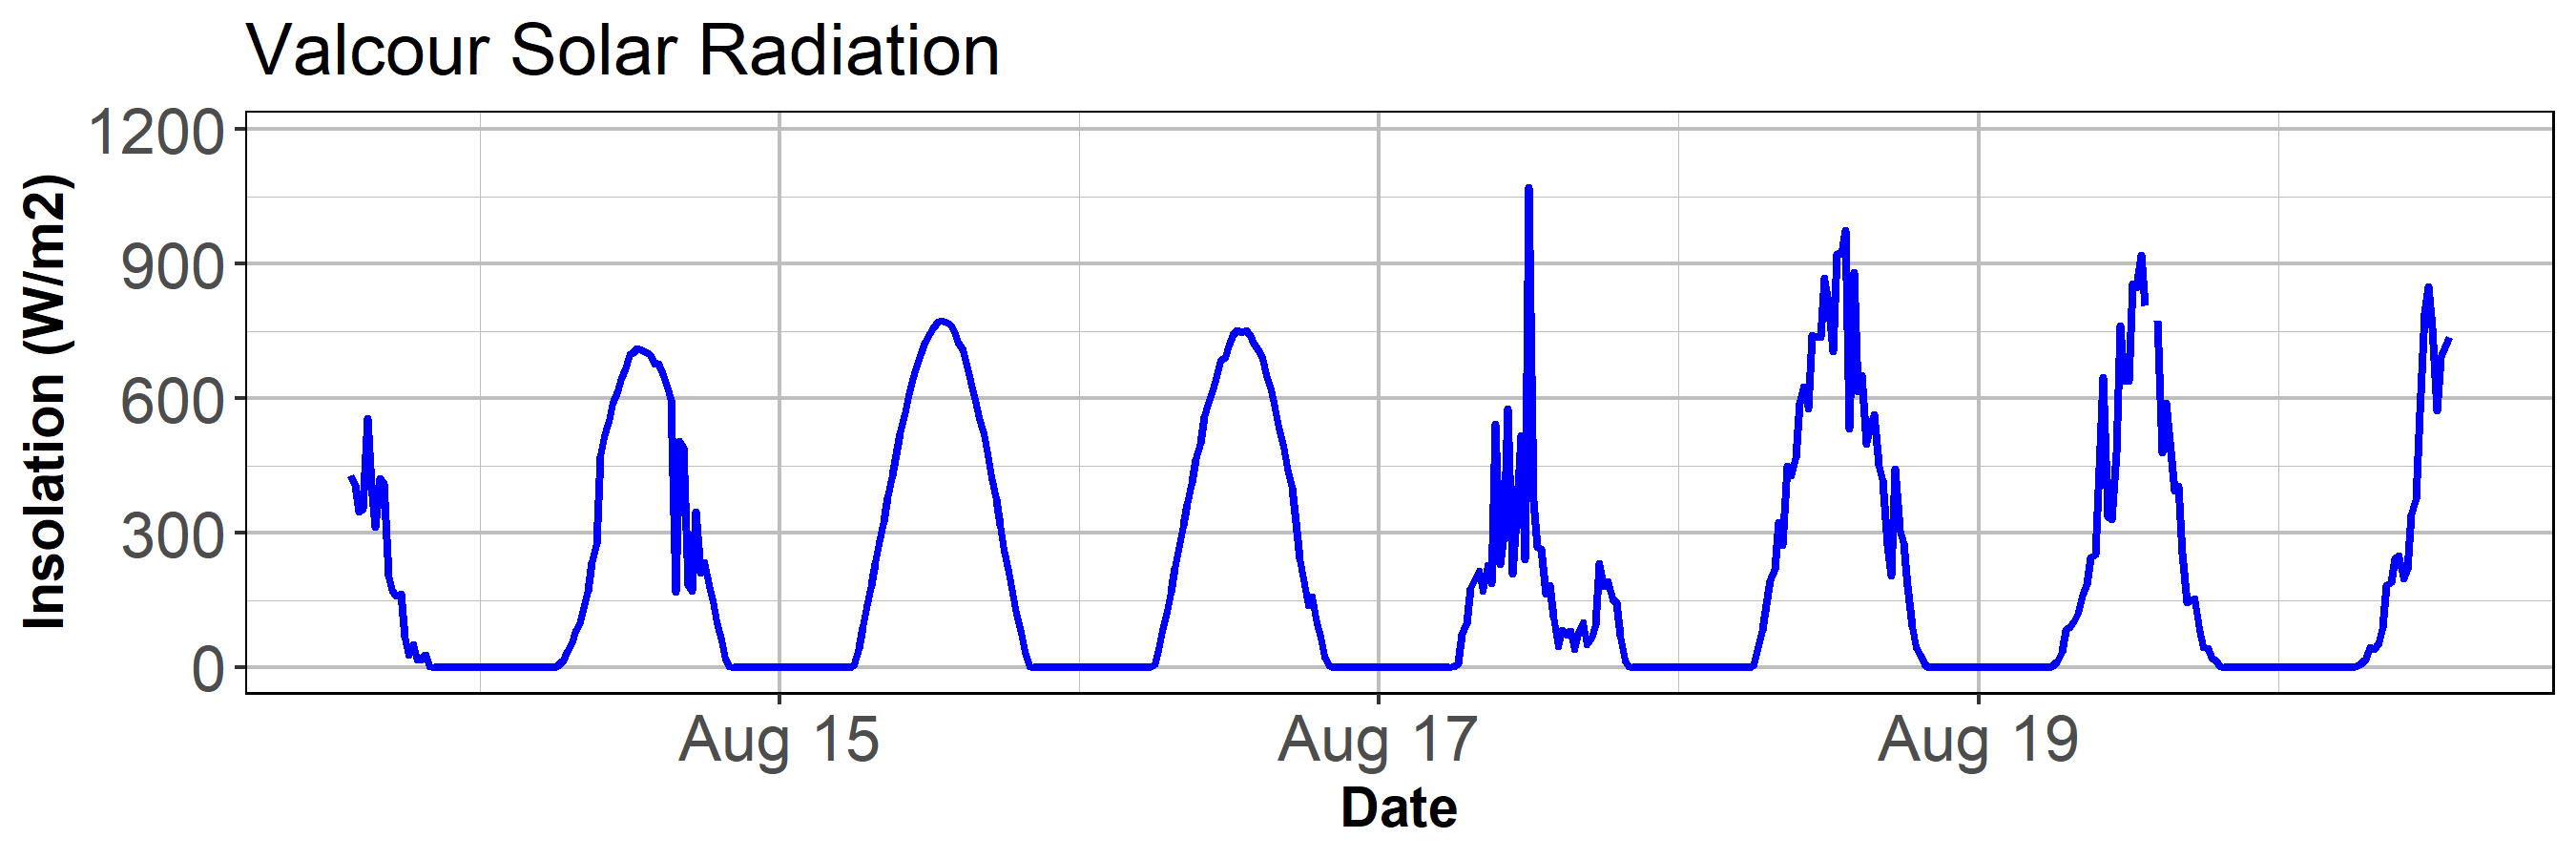 Valcour Solar Radiation
Insolation (W/m2)
1200
900
600
300
0
Aug 15
Aug 17
Aug 19
Date